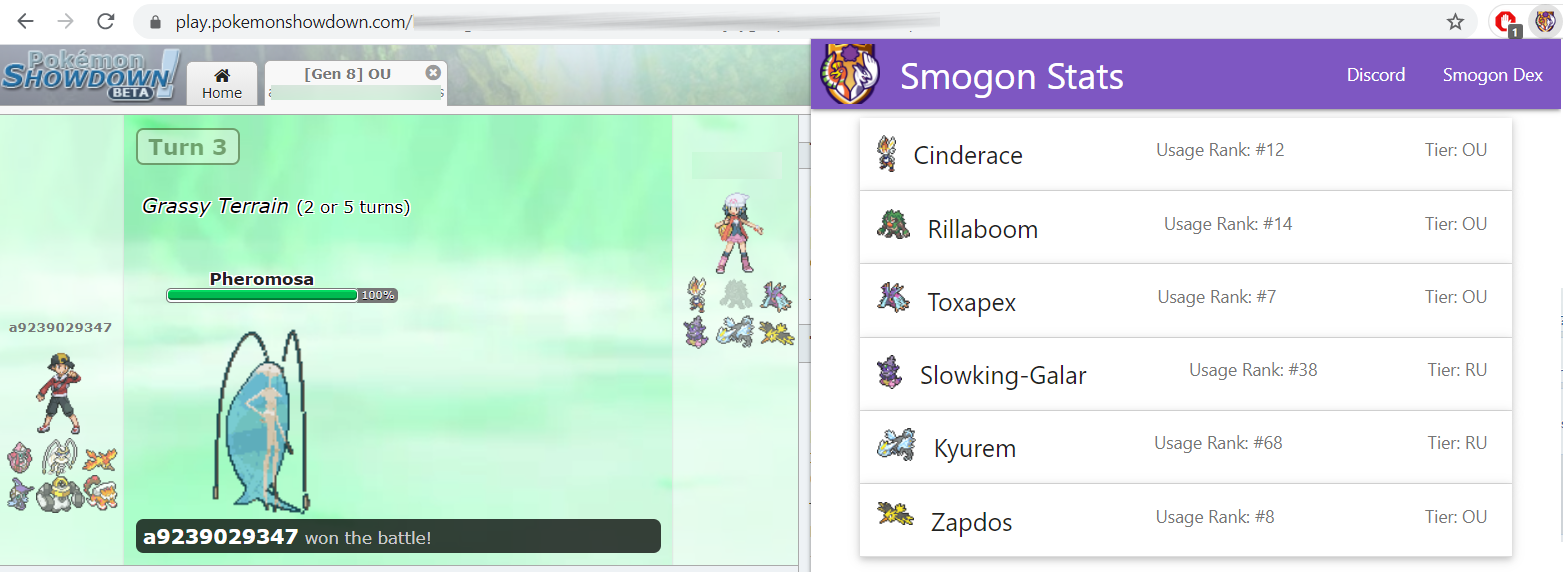 play.pokemonshowdown.com/
1
Pokémon
SHOWDOWN!
BETA
Home
[Gen 8] OU
Smogon Stats
Discord
Smogon Dex
Turn 3
Grassy Terrain (2 or 5 turns)
Pheromosa
100%
a9239029347
a9239029347 won the battle!
Cinderace Usage Rank: #12 Tier: OU
Rillaboom Usage Rank: #14 Tier: OU
Toxapex Usage Rank: #7 Tier: OU
Slowking-Galar Usage Rank: #38 Tier: RU
Kyurem Usage Rank: #68 Tier: RU
Zapdos Usage Rank: #8 Tier: OU